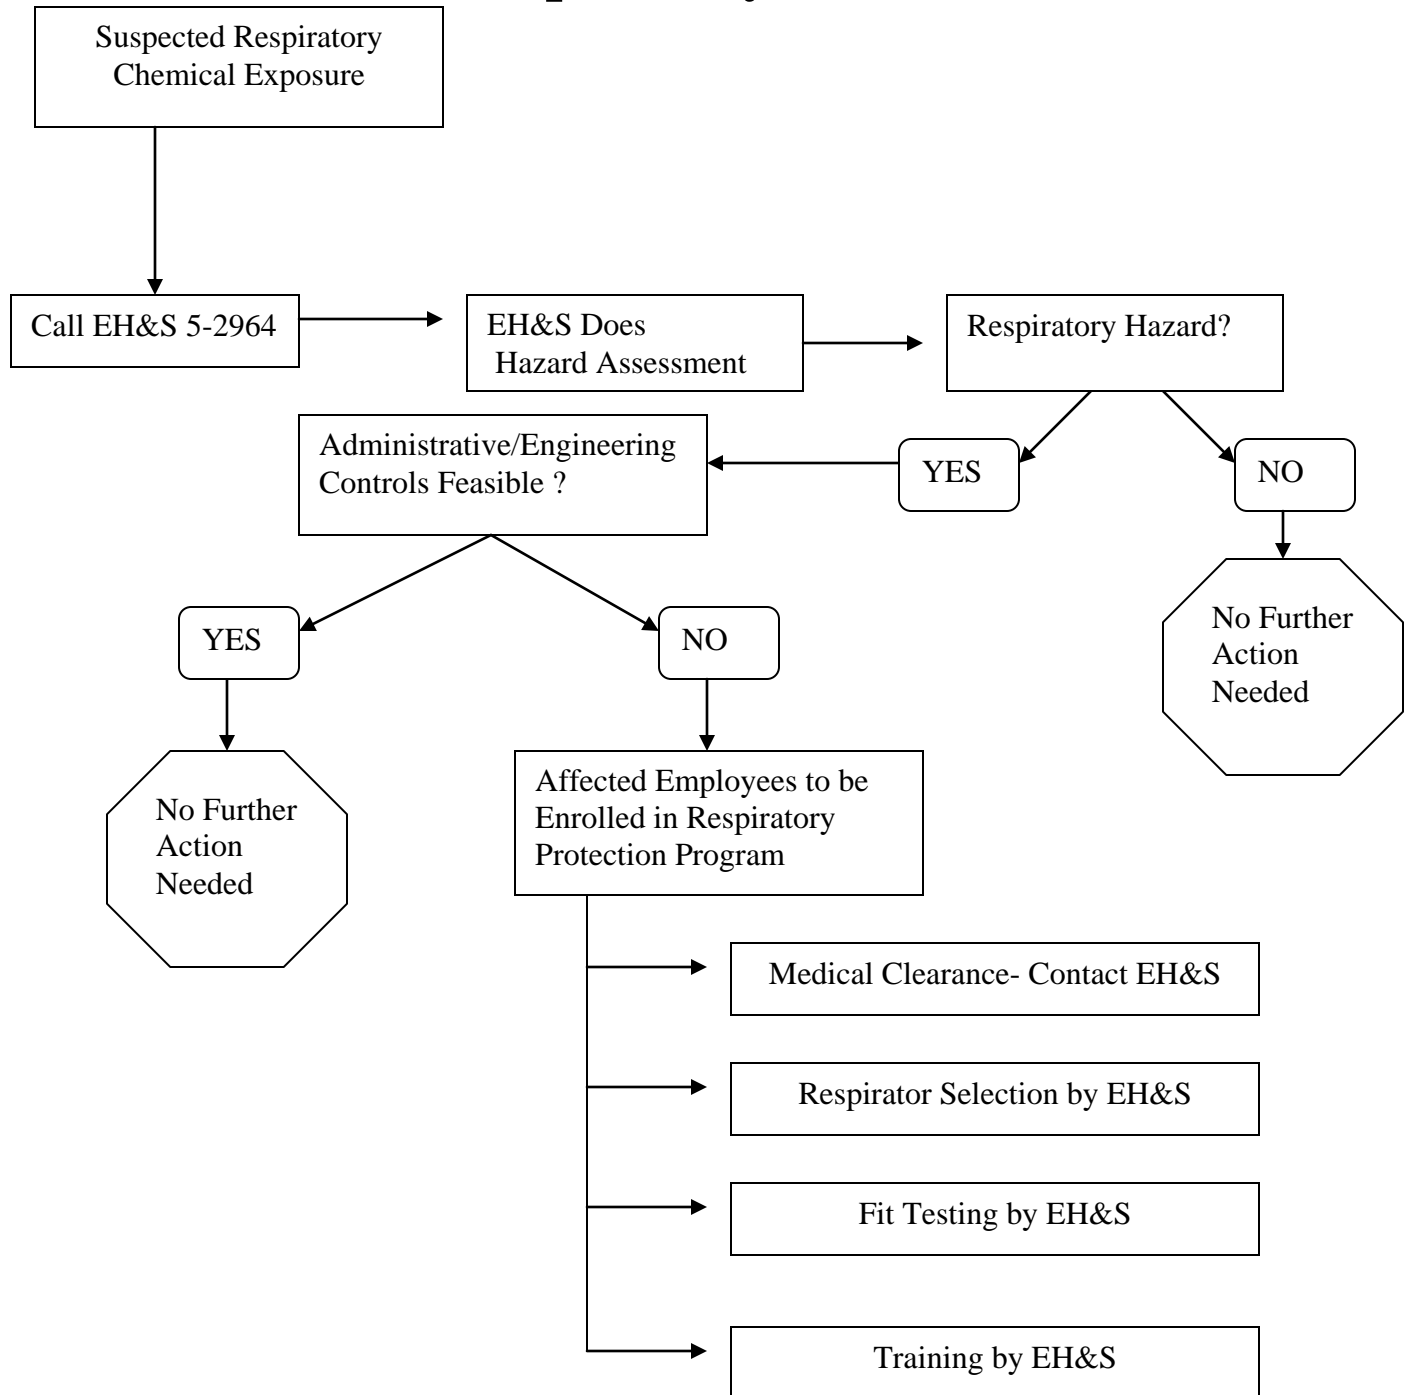 Suspected Respiratory
Chemical Exposure
Call EH&S 5-2964
EH&S Does
Hazard Assessment
Respiratory Hazard?
Administrative/Engineering
Controls Feasible ?
YES
NO
YES
NO
No Further
Action
Needed
No Further
Action
Needed
Affected Employees to be
Enrolled in Respiratory
Protection Program
Medical Clearance- Contact EH&S
Respirator Selection by EH&S
Fit Testing by EH&S
Training by EH&S